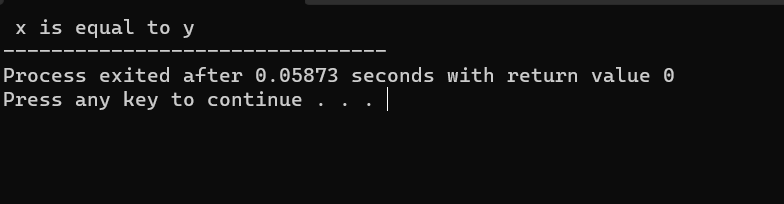 x is equal to y
--------------------------------
Process exited after 0.05873 seconds with return value 0
Press any key to continue . . .